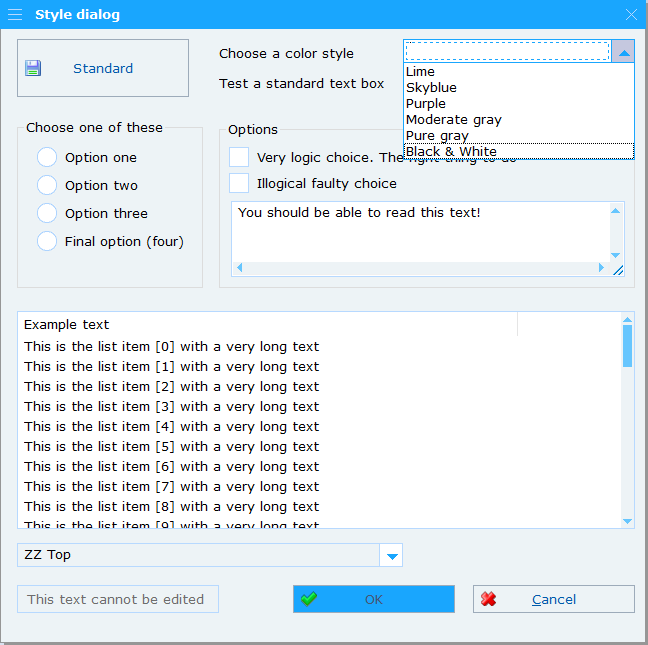 Style dialog
Standard
Choose a color style
Test a standard text box
Lime
Skyblue
Purple
Moderate gray
Pure gray
Black & White
Choose one of these
Option one
Option two
Option three
Final option (four)
Options
Very logic choice. The
Illogical faulty choice
You should be able to read this text!
Example text
This is the list item [0] with a very long text
This is the list item [1] with a very long text
This is the list item [2] with a very long text
This is the list item [3] with a very long text
This is the list item [4] with a very long text
This is the list item [5] with a very long text
This is the list item [6] with a very long text
This is the list item [7] with a very long text
This is the list item [8] with a very long text
This is the list item [9] with a very long text
ZZ Top
This text cannot be edited
OK
Cancel